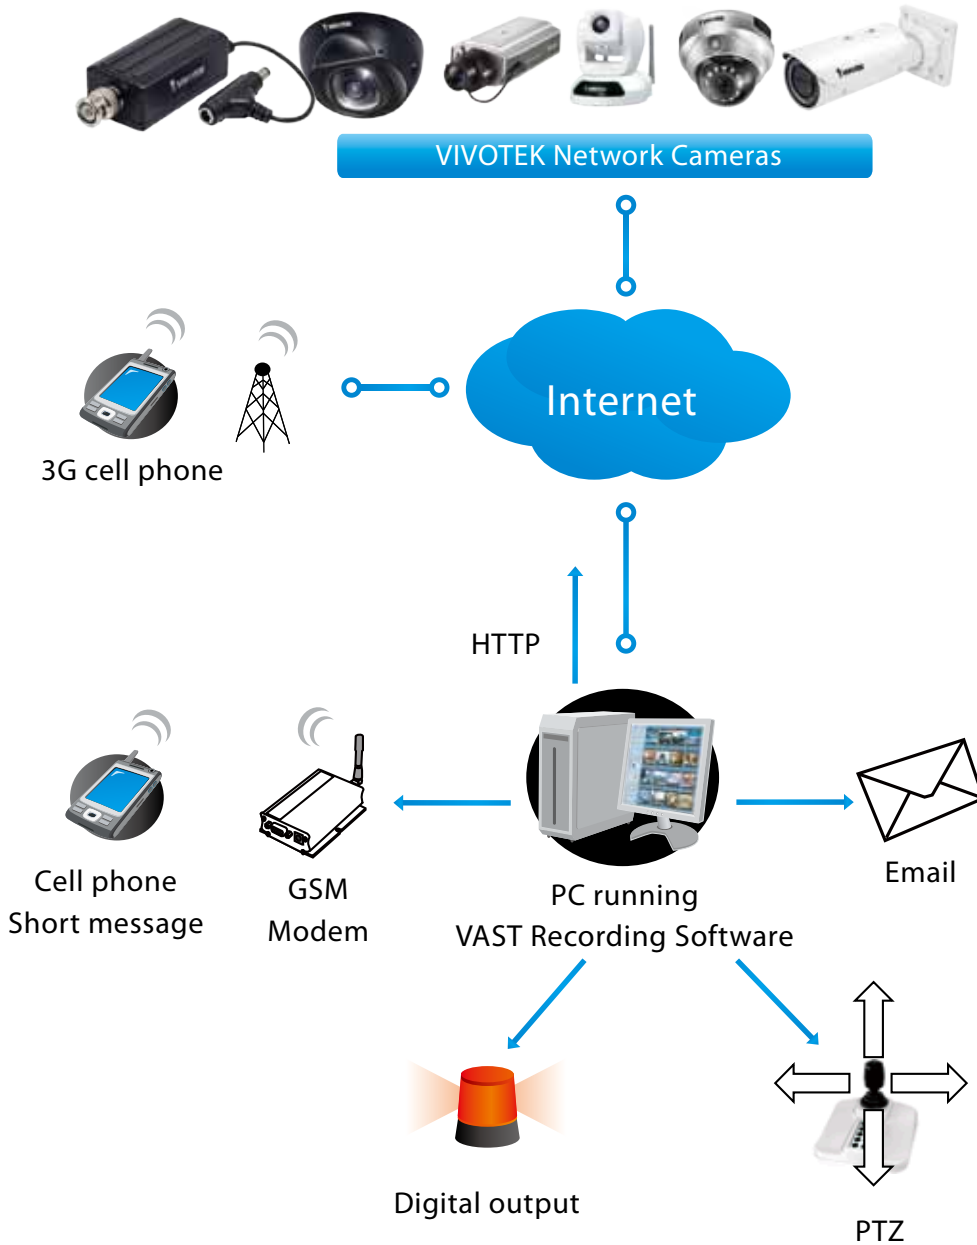 VIVOTEK Network Cameras
Internet
3G cell phone
HTTP
Cell phone
Short message
GSM
Modem
PC running
VAST Recording Software
Email
Digital output
PTZ